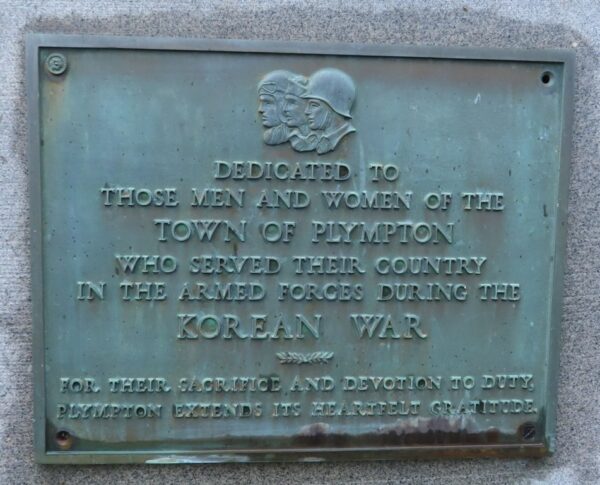 DEDICATED TO
THOSE MEN AND WOMEN OF THE
TOWN OF PLYMPTON
WHO SERVED THEIR COUNTRY
IN THE ARMED FORCES DURING THE
KOREAN WAR
FOR THEIR SACRIFICE AND DEVOTION TO DUTY,
PLYMPTON EXTENDS ITS HEARTFELT GRATITUDE.